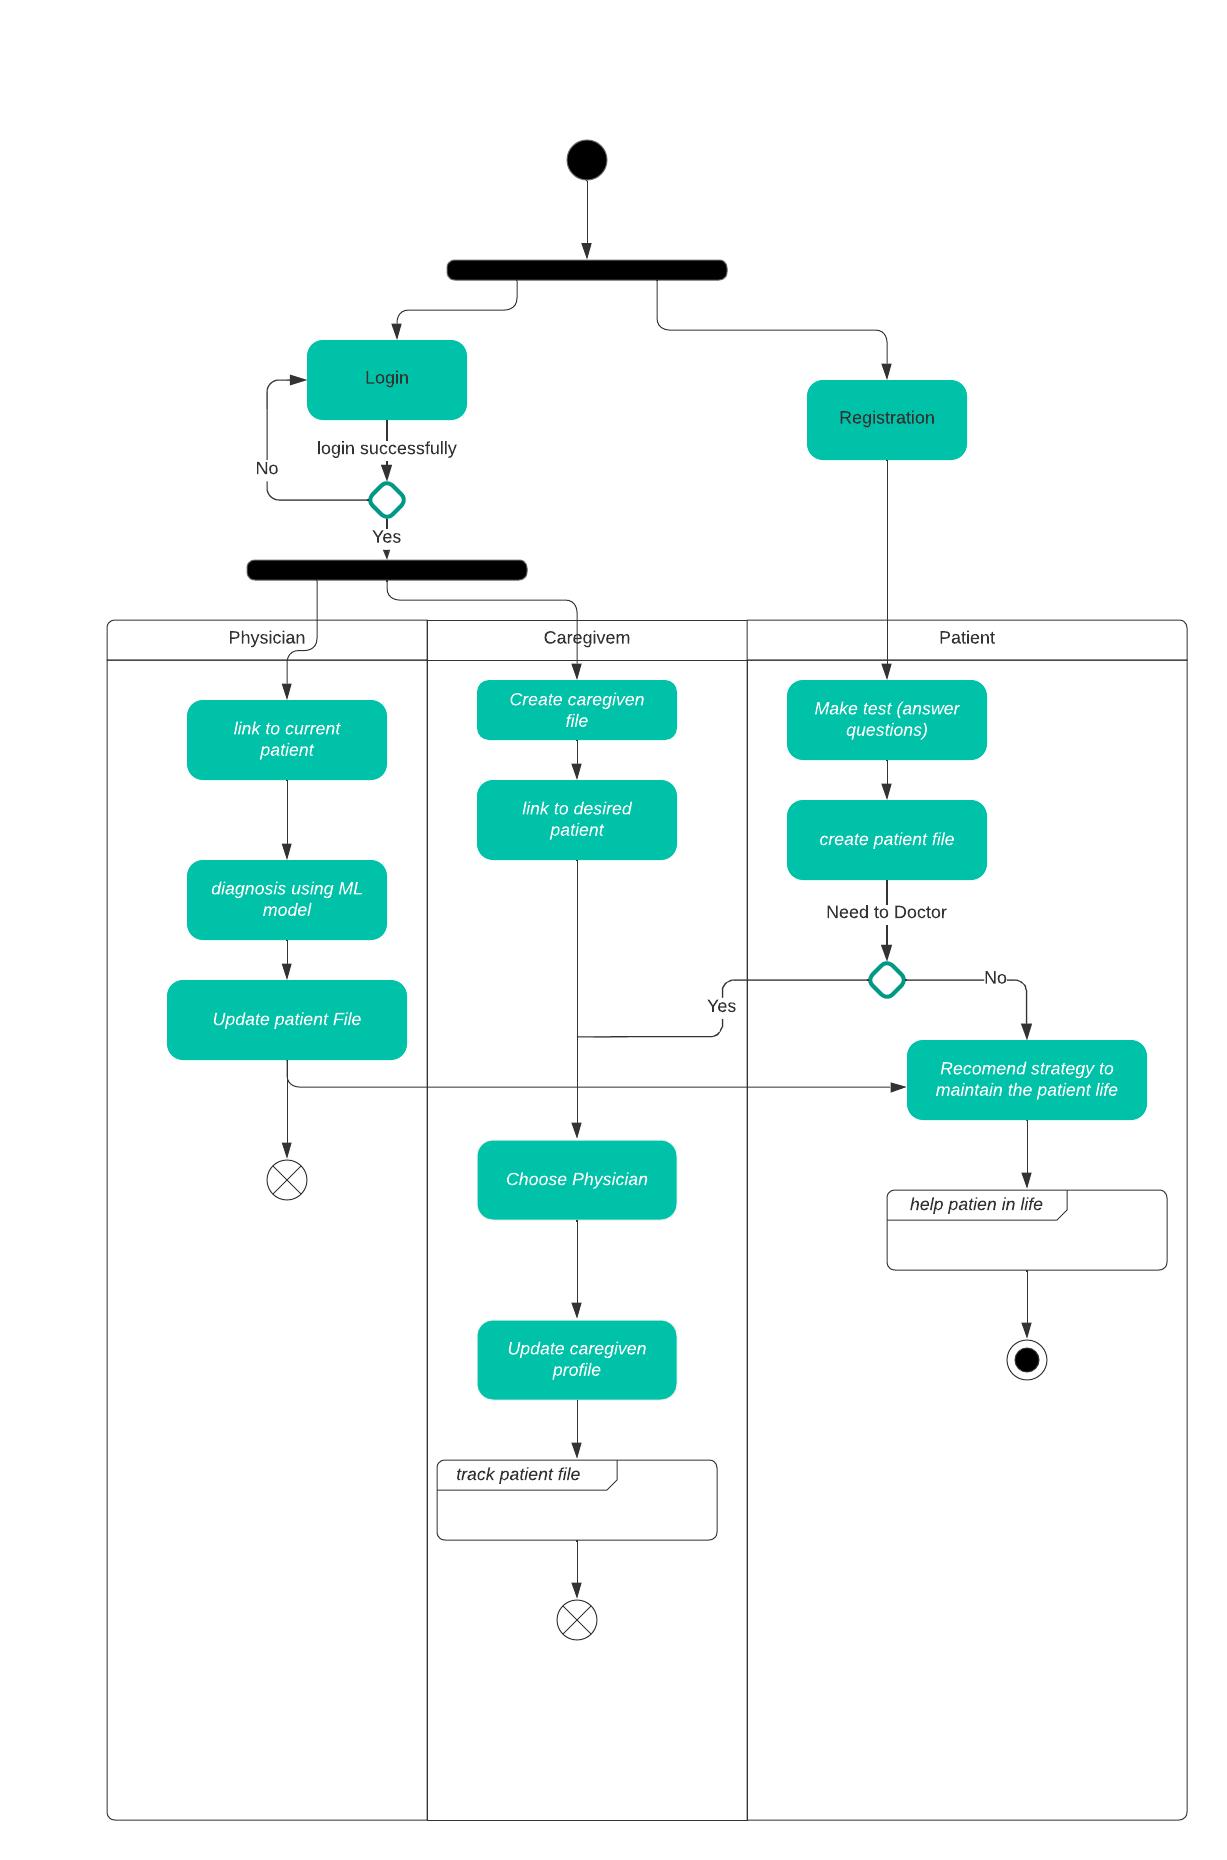 Login
Registration
login successfully
No
Yes
Physician
Caregivem
Patient
link to current
patient
Create caregiven
file
Make test (answer
questions)
link to desired
patient
create patient file
diagnosis using ML
model
Need to Doctor
No
Yes
Update patient File
Recomend strategy to
maintain the patient life
Choose Physician
help patien in life
Update caregiven
profile
track patient file